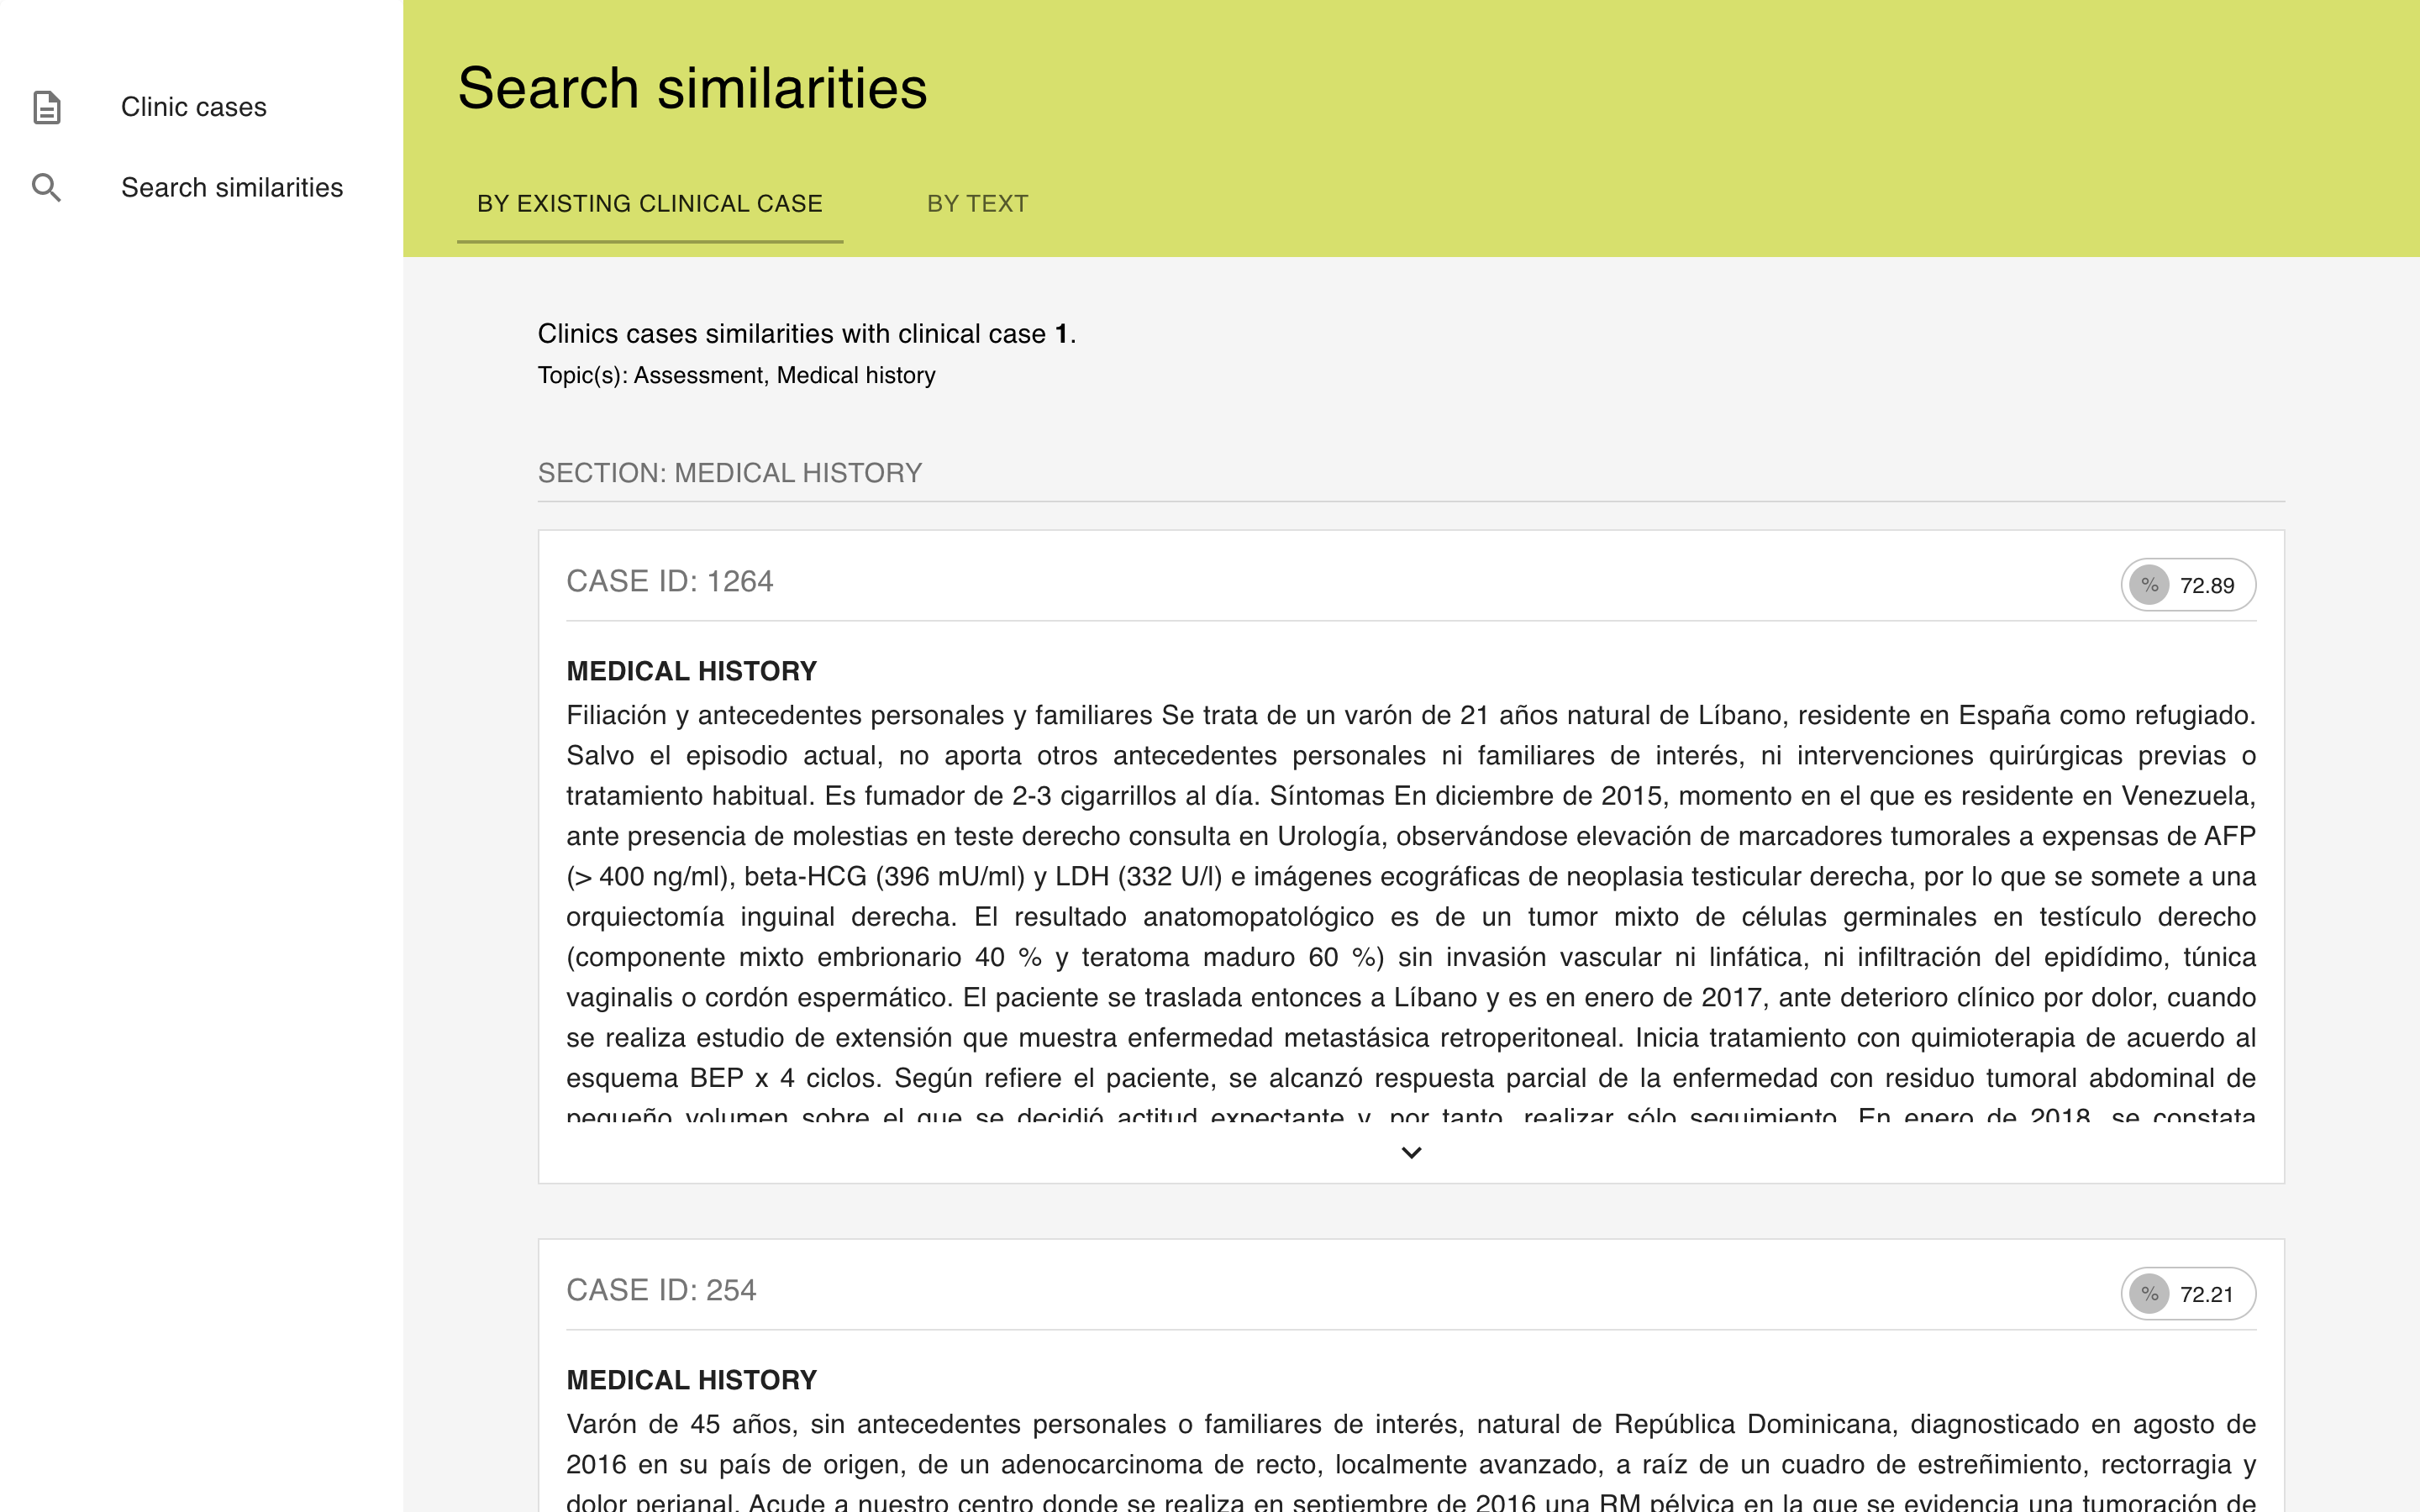 Clinic cases
Search similarities
Search similarities
BY EXISTING CLINICAL CASE
BY TEXT
Clinics cases similarities with clinical case 1.
Topic(s): Assessment, Medical history
SECTION: MEDICAL HISTORY
CASE ID: 1264
% 72.89
MEDICAL HISTORY
Filiación y antecedentes personales y familiares Se trata de un varón de 21 años natural de Líbano, residente en España como refugiado.
Salvo el episodio actual, no aporta otros antecedentes personales ni familiares de interés, ni intervenciones quirúrgicas previas o
tratamiento habitual. Es fumador de 2-3 cigarrillos al día. Síntomas En diciembre de 2015, momento en el que es residente en Venezuela,
ante presencia de molestias en teste derecho consulta en Urología, observándose elevación de marcadores tumorales a expensas de AFP
(> 400 ng/ml), beta-HCG (396 mU/ml) y LDH (332 U/l) e imágenes ecográficas de neoplasia testicular derecha, por lo que se somete a una
orquiectomía inguinal derecha. El resultado anatomopatológico es de un tumor mixto de células germinales en testículo derecho
(componente mixto embrionario 40 % y teratoma maduro 60 %) sin invasión vascular ni linfática, ni infiltración del epidídimo, túnica
vaginalis o cordón espermático. El paciente se traslada entonces a Líbano y es en enero de 2017, ante deterioro clínico por dolor, cuando
se realiza estudio de extensión que muestra enfermedad metastásica retroperitoneal. Inicia tratamiento con quimioterapia de acuerdo al
esquema BEP x 4 ciclos. Según refiere el paciente, se alcanzó respuesta parcial de la enfermedad con residuo tumoral abdominal de
pequeño volumen sobre el que se decidió actitud expectante y, por tanto, realizar sólo seguimiento. En enero de 2018, se constata
CASE ID: 254
% 72.21
MEDICAL HISTORY
Varón de 45 años, sin antecedentes personales o familiares de interés, natural de República Dominicana, diagnosticado en agosto de
2016 en su país de origen, de un adenocarcinoma de recto, localmente avanzado, a raíz de un cuadro de estreñimiento, rectorragia y
dolor perianal. Acude a nuestro centro donde se realiza en septiembre de 2016 una RM pélvica en la que se evidencia una tumoración de